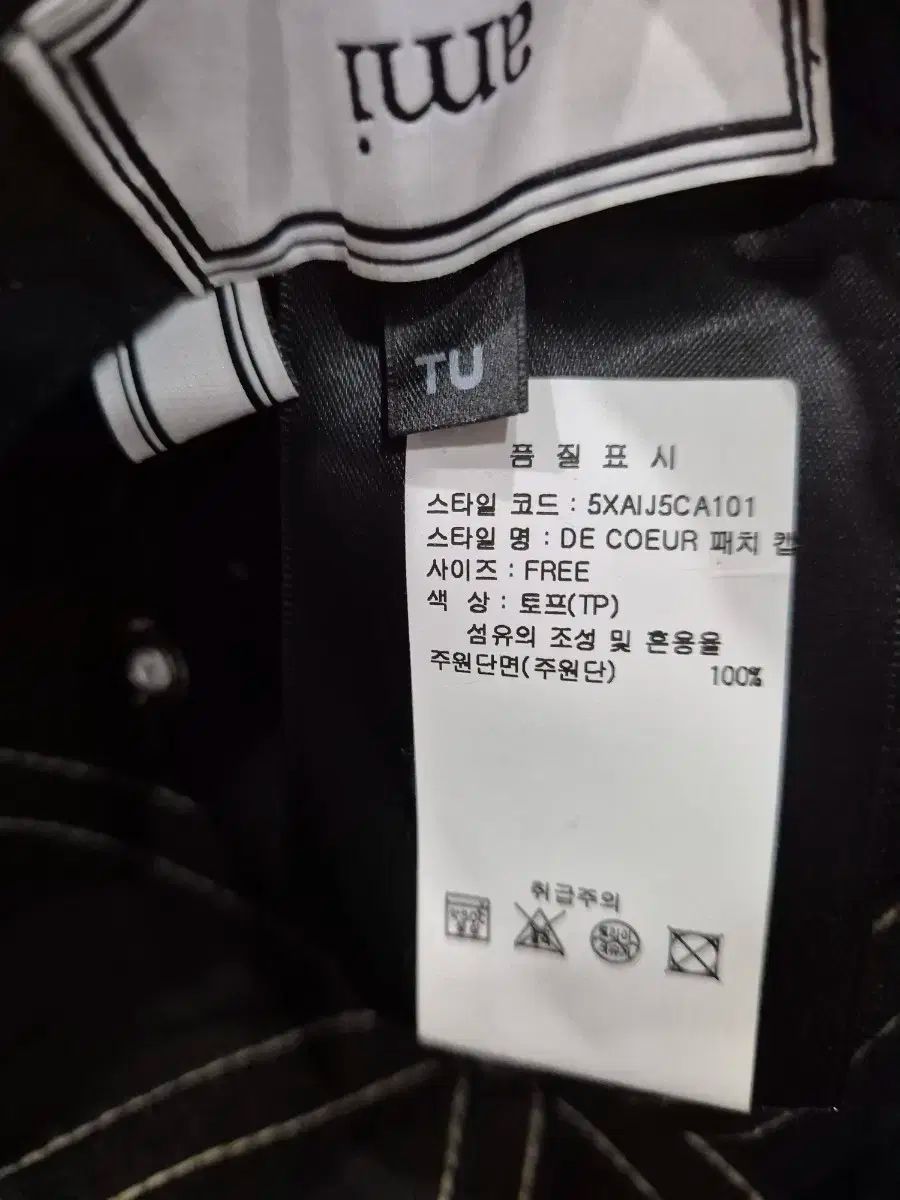 ami
TU
품 질 표 시
스타일 코드 : 5XAIJ5CA101
스타일 명 : DE COEUR 패치 캡
사이즈 : FREE
색 상 : 토프(TP)
섬유의 조성 및 혼용율
주원단면(주원단) 100%
취급주의